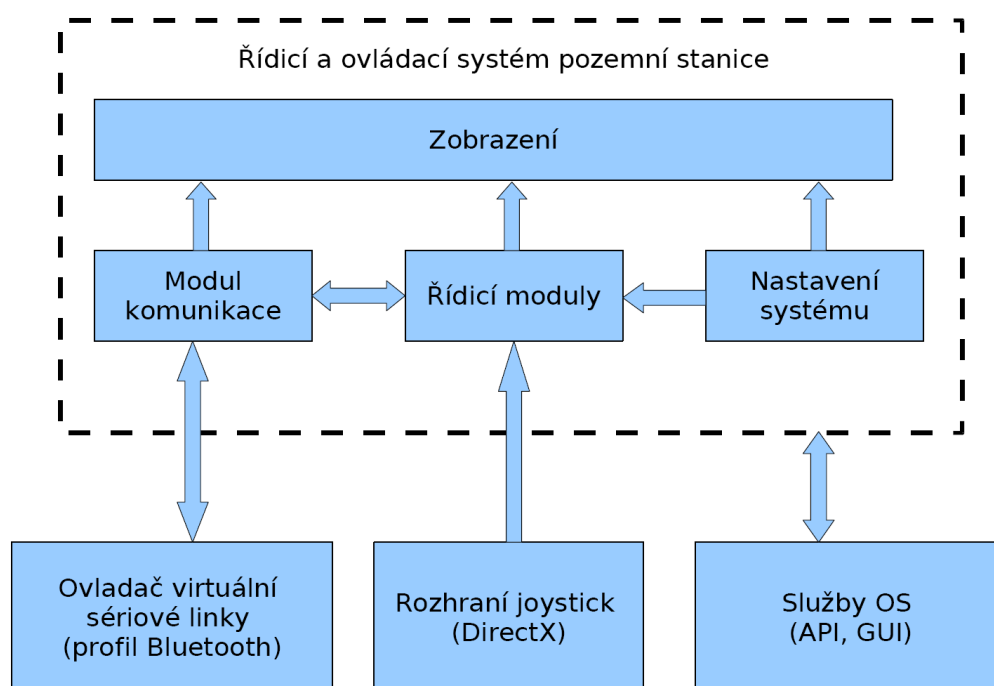 Řídicí a ovládací systém pozemní stanice
Zobrazení
Modul
komunikace
Řídicí moduly
Nastavení
systému
Ovladač virtuální
sériové linky
(profil Bluetooth)
Rozhraní joystick
(DirectX)
Služby OS
(API, GUI)